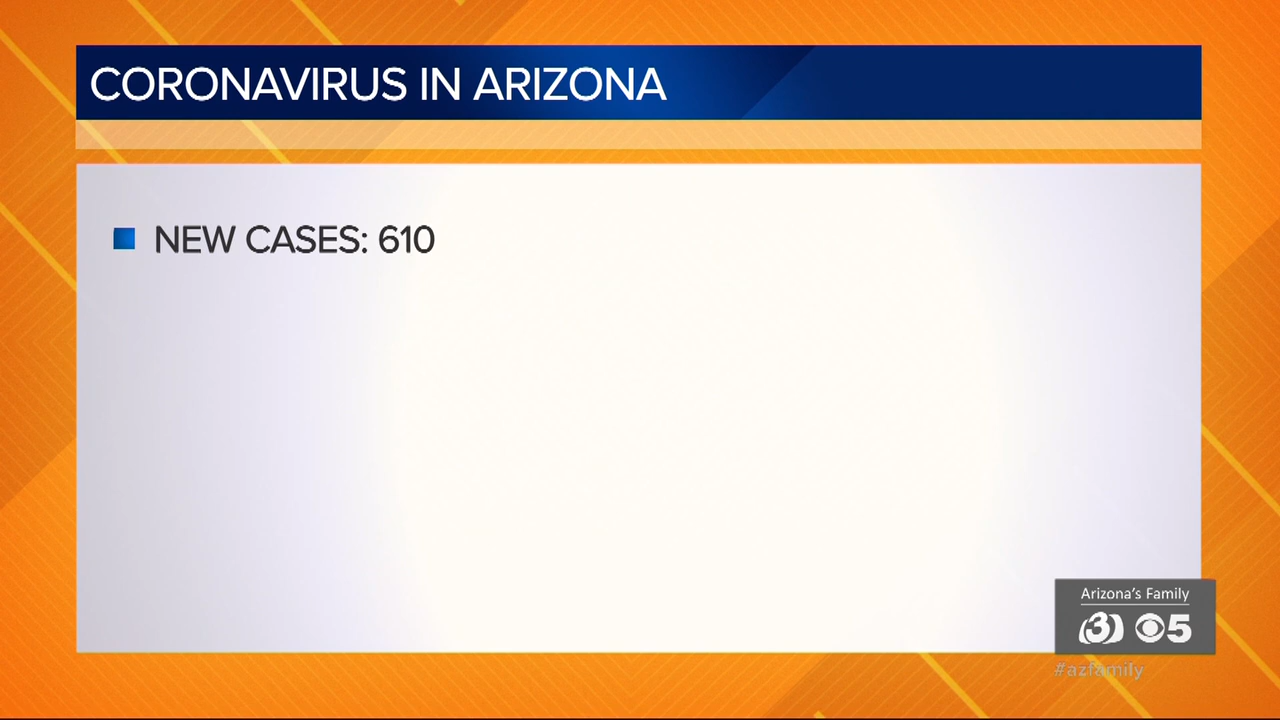 CORONAVIRUS IN ARIZONA
NEW CASES: 610
Arizona's Family
3 5
#azfamily